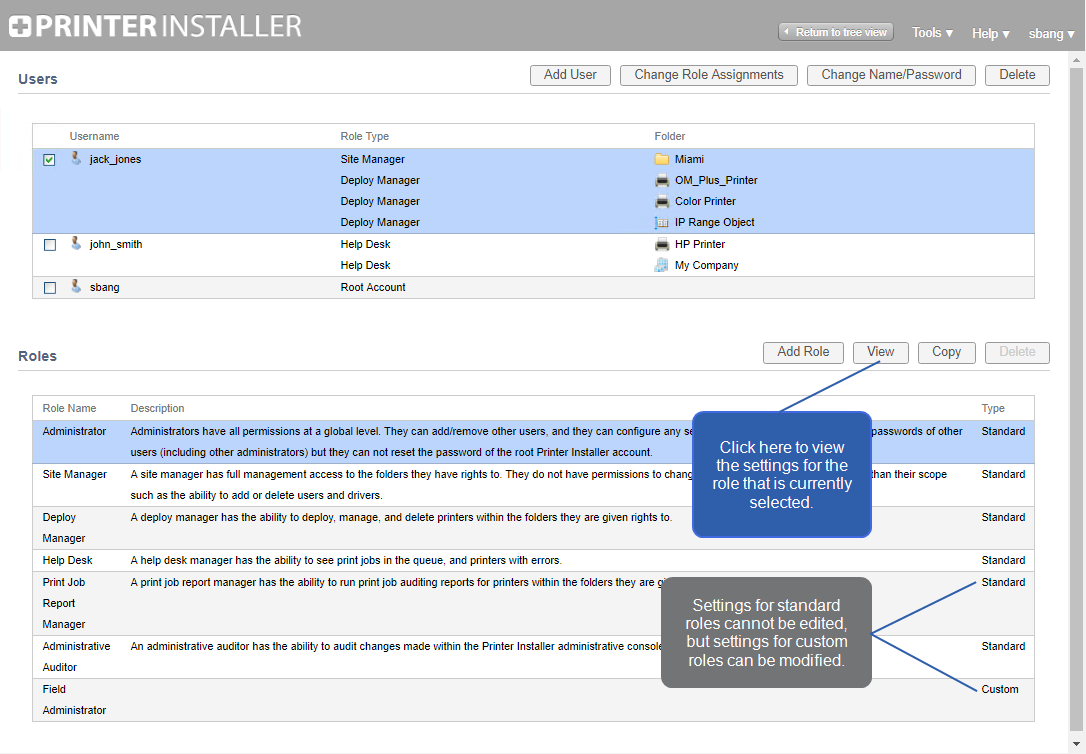 PRINTER INSTALLER
Return to tree view Tools ▾ Help ▾ sbang ▾
Users
Add User Change Role Assignments Change Name/Password Delete
Username Role Type Folder
jack_jones Site Manager Miami
Deploy Manager OM_Plus_Printer
Deploy Manager Color Printer
Deploy Manager IP Range Object
john_smith Help Desk HP Printer
Help Desk My Company
sbang Root Account
Roles
Add Role View Copy Delete
Role Name Description Type
Administrator Administrators have all permissions at a global level. They can add/remove other users, and they can configure any passwords of other Standard
users (including other administrators) but they can not reset the password of the root Printer Installer account.
Site Manager A site manager has full management access to the folders they have rights to. They do not have permissions to than their scope Standard
such as the ability to add or delete users and drivers.
Click here to view
the settings for the
role that is currently
selected.
Deploy A deploy manager has the ability to deploy, manage, and delete printers within the folders they are given rights to. Standard
Manager
Help Desk A help desk manager has the ability to see print jobs in the queue, and printers with errors. Standard
Print Job A print job report manager has the ability to run print job auditing reports for printers within the folders they are Standard
Report
Manager
Settings for standard
roles cannot be edited,
but settings for custom
roles can be modified.
Administrative An administrative auditor has the ability to audit changes made within the Printer Installer administrative console Standard
Auditor
Field Custom
Administrator